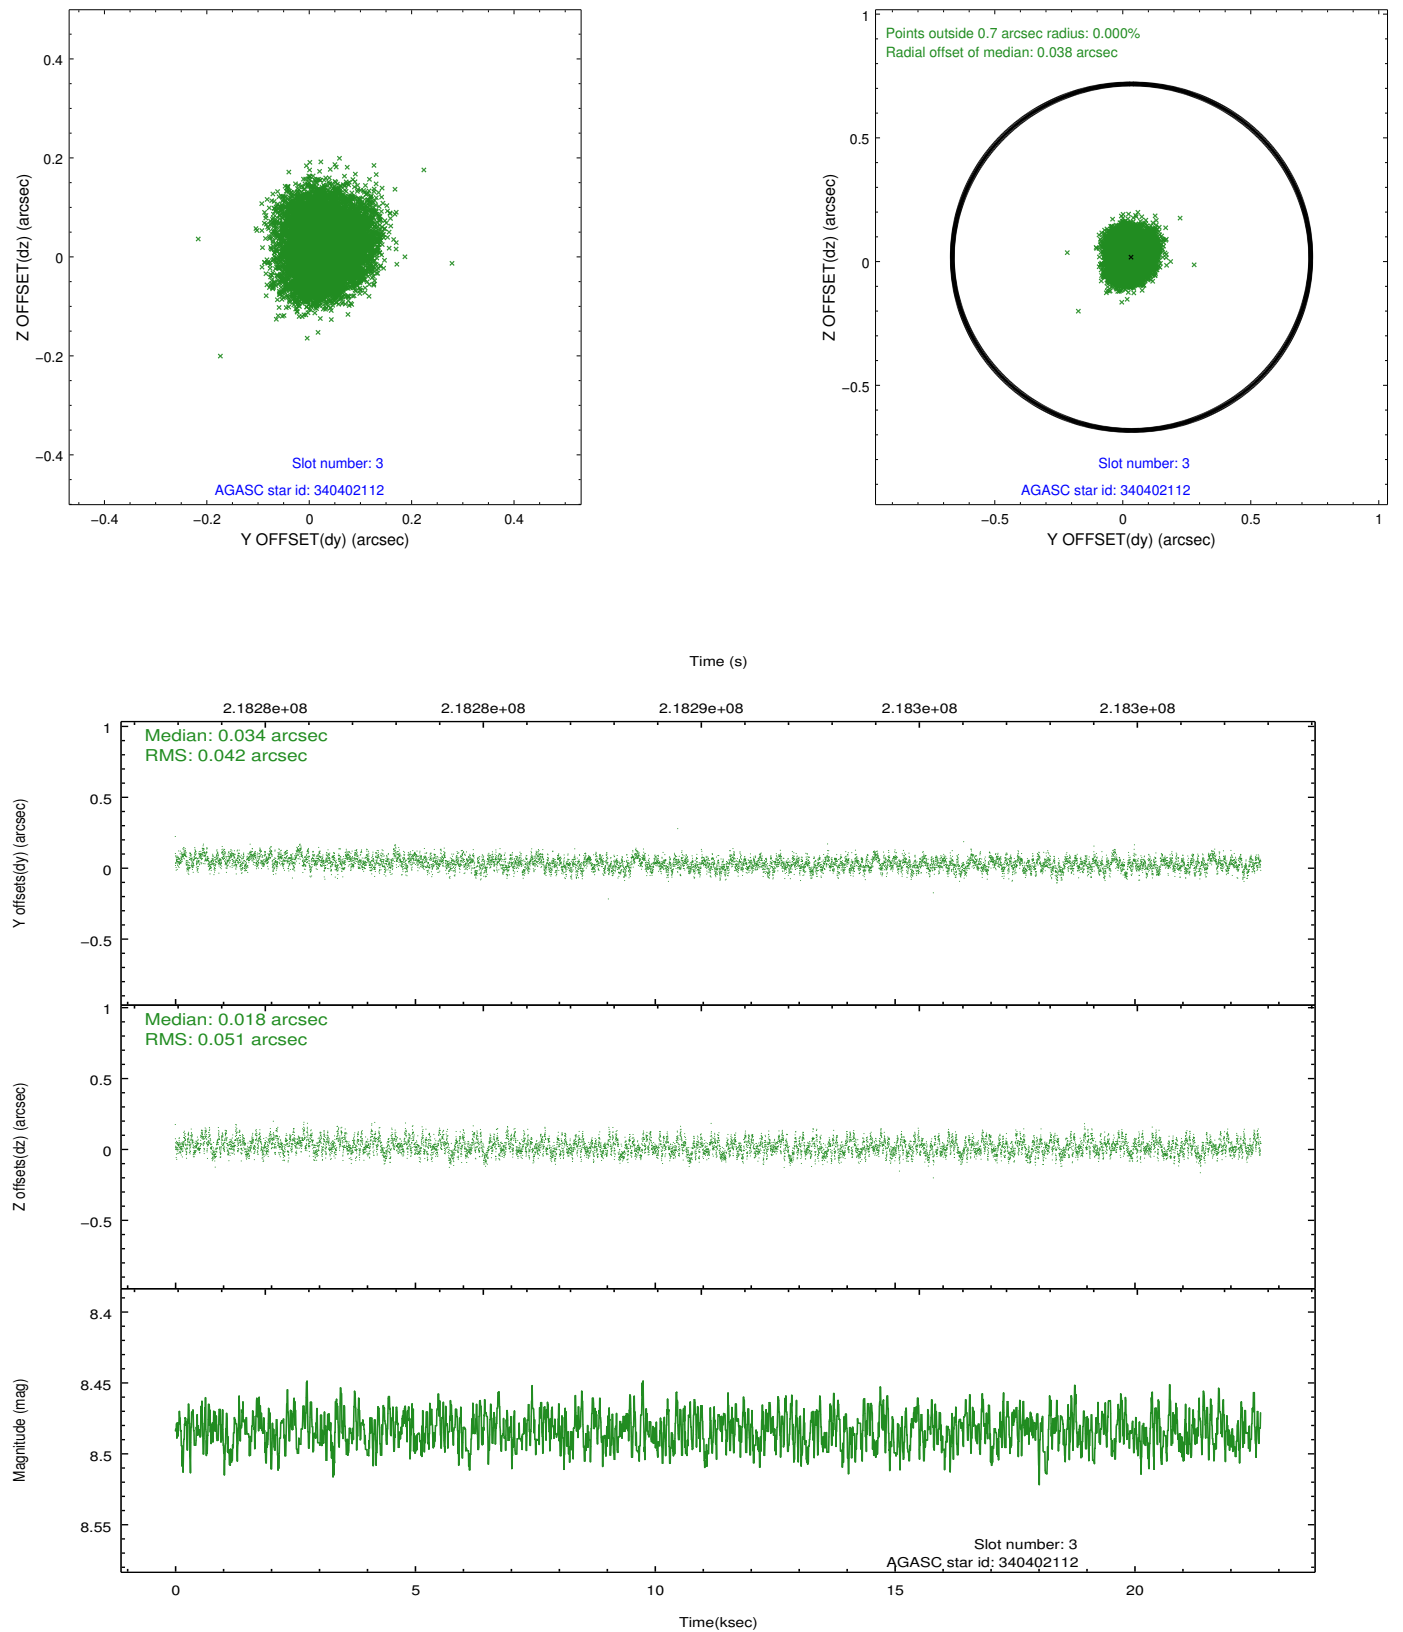 0.4
0.2
0
−0.2
−0.4
Z OFFSET(dz) (arcsec)
Slot number: 3
AGASC star id: 340402112
−0.4 −0.2 0 0.2 0.4
Y OFFSET(dy) (arcsec)
1
0.5
0
−0.5
Z OFFSET(dz) (arcsec)
Points outside 0.7 arcsec radius: 0.000%
Radial offset of median: 0.038 arcsec
Slot number: 3
AGASC star id: 340402112
−0.5 0 0.5 1
Y OFFSET(dy) (arcsec)
Time (s)
2.1828e+08 2.1828e+08 2.1829e+08 2.183e+08 2.183e+08
Median: 0.034 arcsec
RMS: 0.042 arcsec
1
0.5
0
−0.5
Y offsets(dy) (arcsec)
Median: 0.018 arcsec
RMS: 0.051 arcsec
1
0.5
0
−0.5
Z offsets(dz) (arcsec)
8.4
8.45
8.5
8.55
Magnitude (mag)
Slot number: 3
AGASC star id: 340402112
0 5 10 15 20
Time(ksec)